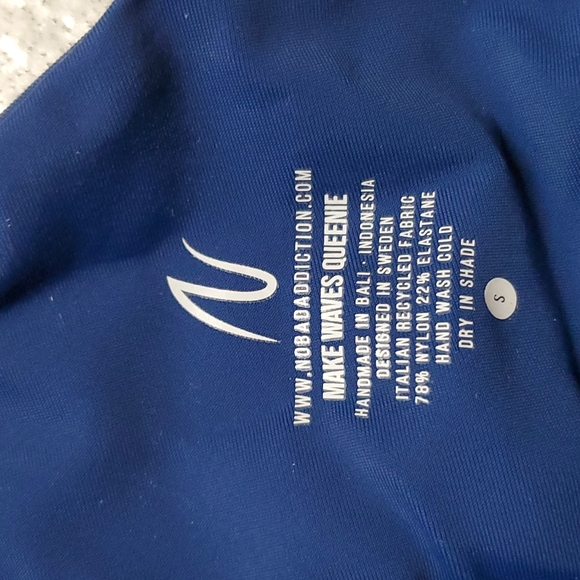 WWW.NOBADADDICTION.COM
MAKE WAVES QUEENIE
HANDMADE IN BALI · INDONESIA
DESIGNED IN SWEDEN
ITALIAN RECYCLED FABRIC
78% NYLON 22% ELASTANE
HAND WASH COLD
DRY IN SHADE
S